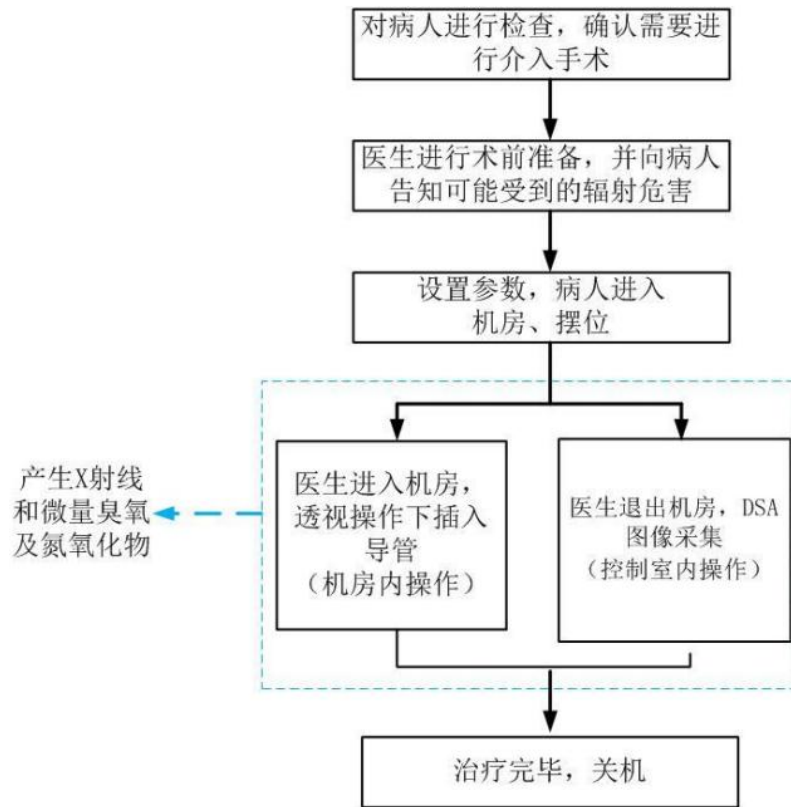 对病人进行检查，确认需要进
行介入手术
医生进行术前准备，并向病人
告知可能受到的辐射危害
设置参数，病人进入
机房、摆位
产生X射线
和微量臭氧
及氮氧化物
医生进入机房，
透视操作下插入
导管
（机房内操作）
医生退出机房，DSA
图像采集
（控制室内操作）
治疗完毕，关机